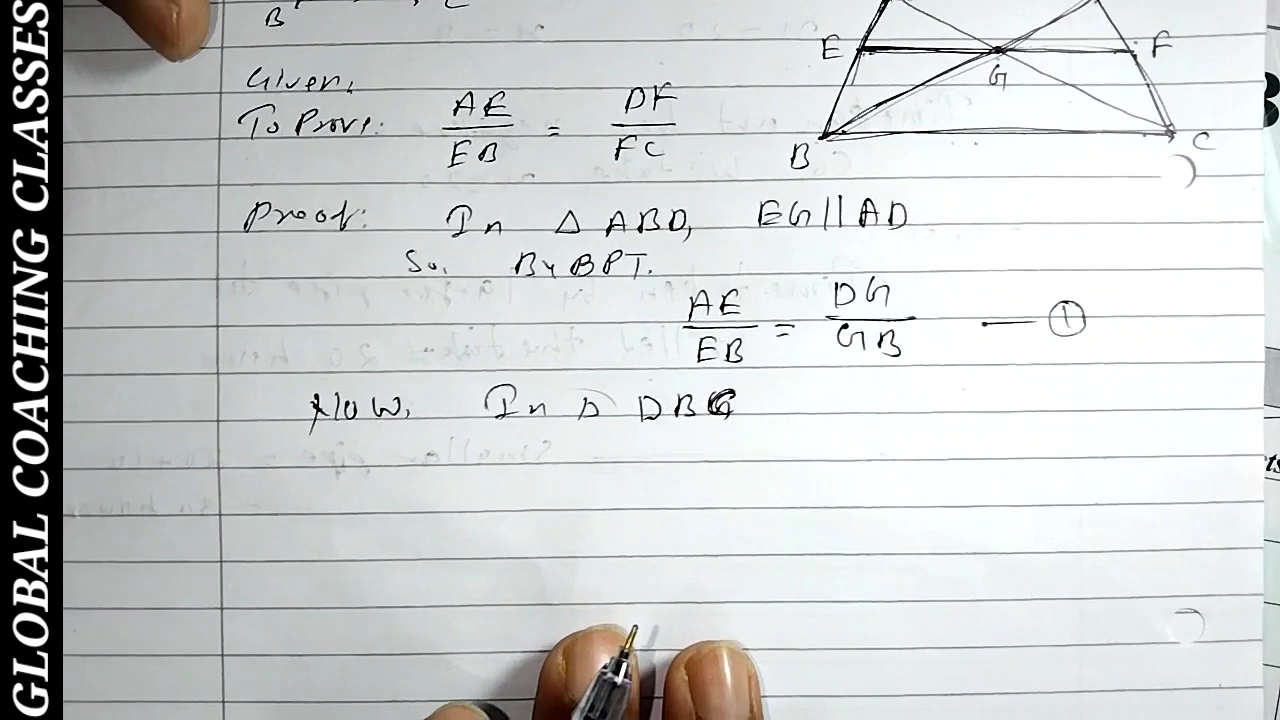 GLOBAL COACHING CLASSES
B C
E F
G
B C
Given,
To Prove: AE/EB = DF/FC
Proof: In △ ABD, EG || AD
So, By BPT.
AE/EB = DG/GB — ①
Now, In △ DBC